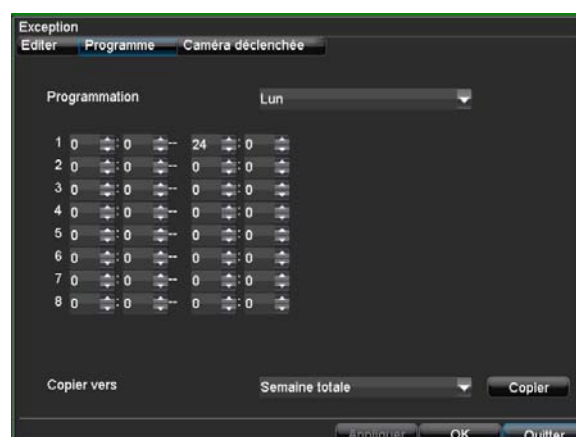 Exception
Editer Programme Caméra déclenchée
Programmation Lun
1 0 : 0 -- 24 : 0
2 0 : 0 -- 0 : 0
3 0 : 0 -- 0 : 0
4 0 : 0 -- 0 : 0
5 0 : 0 -- 0 : 0
6 0 : 0 -- 0 : 0
7 0 : 0 -- 0 : 0
8 0 : 0 -- 0 : 0
Copier vers Semaine totale Copier
Appliquer OK Quitter